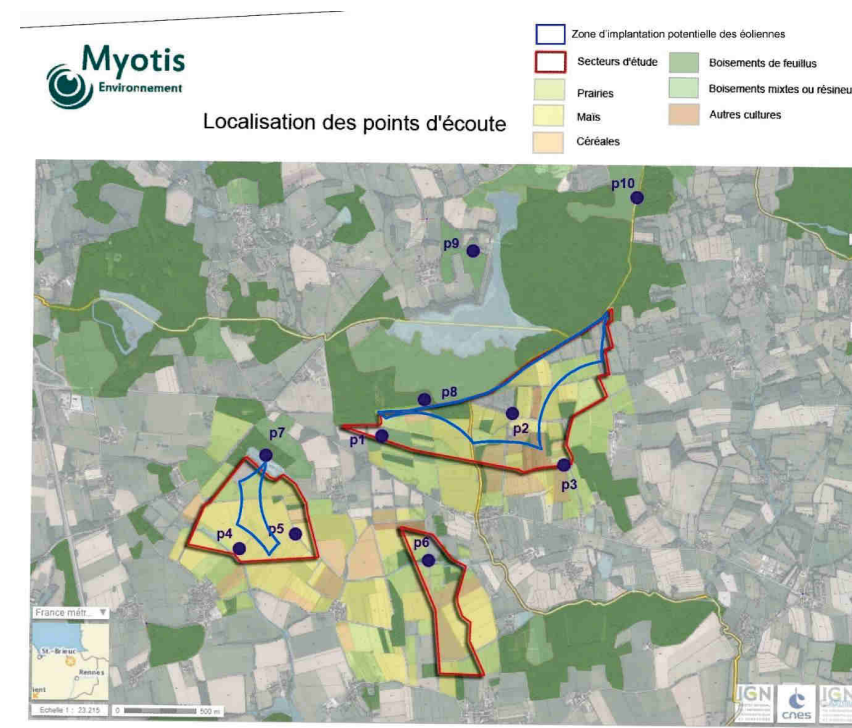 Myotis
Environnement
Localisation des points d'écoute
Zone d'implantation potentielle des éoliennes
Secteurs d'étude
Prairies
Maïs
Céréales
Boisements de feuillus
Boisements mixtes ou résineu
Autres cultures
p10
p9
p8
p2
p1
p3
p7
p5
p4
p6
France métr...
St.-Brieuc
Rennes
ient
Echelle 1 : 23.215
0
500 m
IGN
cnes
IGN